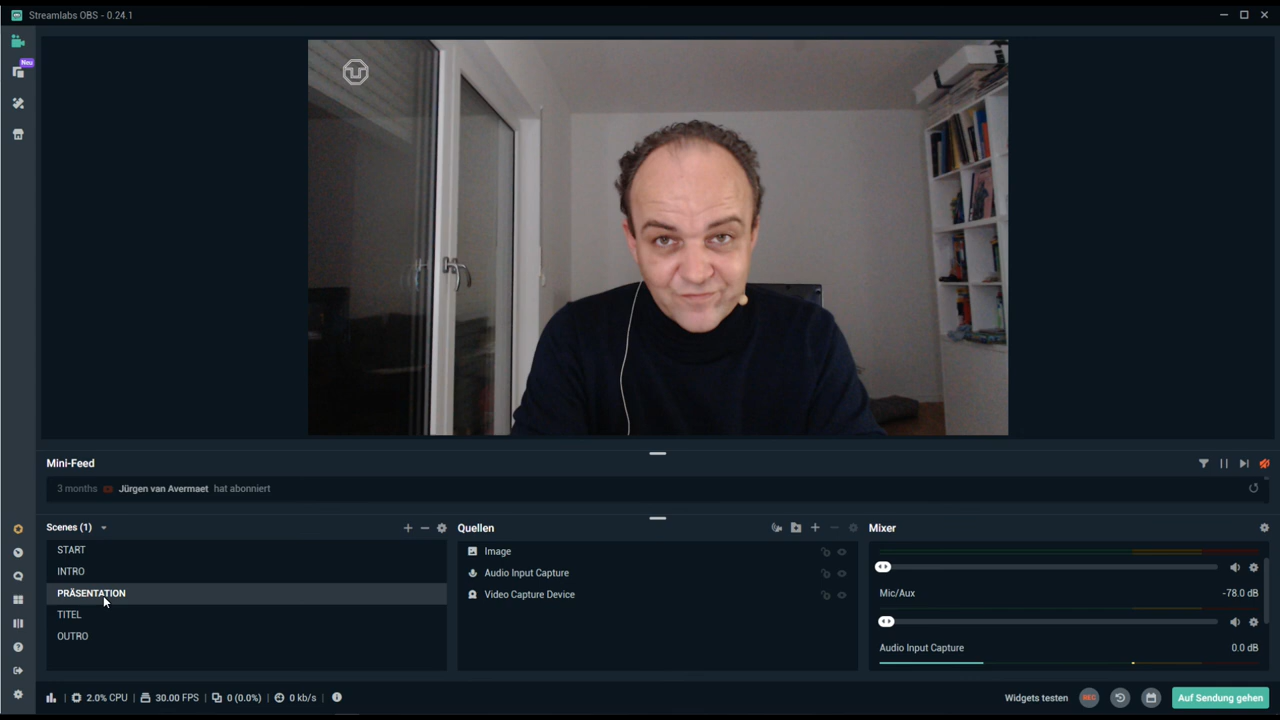 Streamlabs OBS - 0.24.1
Neu
Mini-Feed
3 months Jürgen van Avermaet hat abonniert
Scenes (1)
START
INTRO
PRÄSENTATION
TITEL
OUTRO
Quellen
Image
Audio Input Capture
Video Capture Device
Mixer
Mic/Aux -78.0 dB
Audio Input Capture 0.0 dB
2.0% CPU 30.00 FPS 0 (0.0%) 0 kb/s
Widgets testen REC Auf Sendung gehen